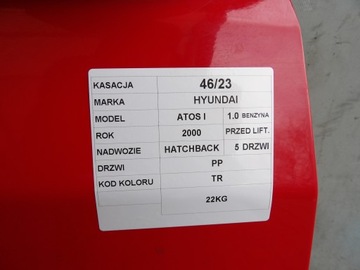 KASACJA 46/23
MARKA HYUNDAI
MODEL ATOS I 1.0 BENZYNA
ROK 2000 PRZED LIFT.
NADWOZIE HATCHBACK 5 DRZWI
DRZWI PP
KOD KOLORU TR
22KG